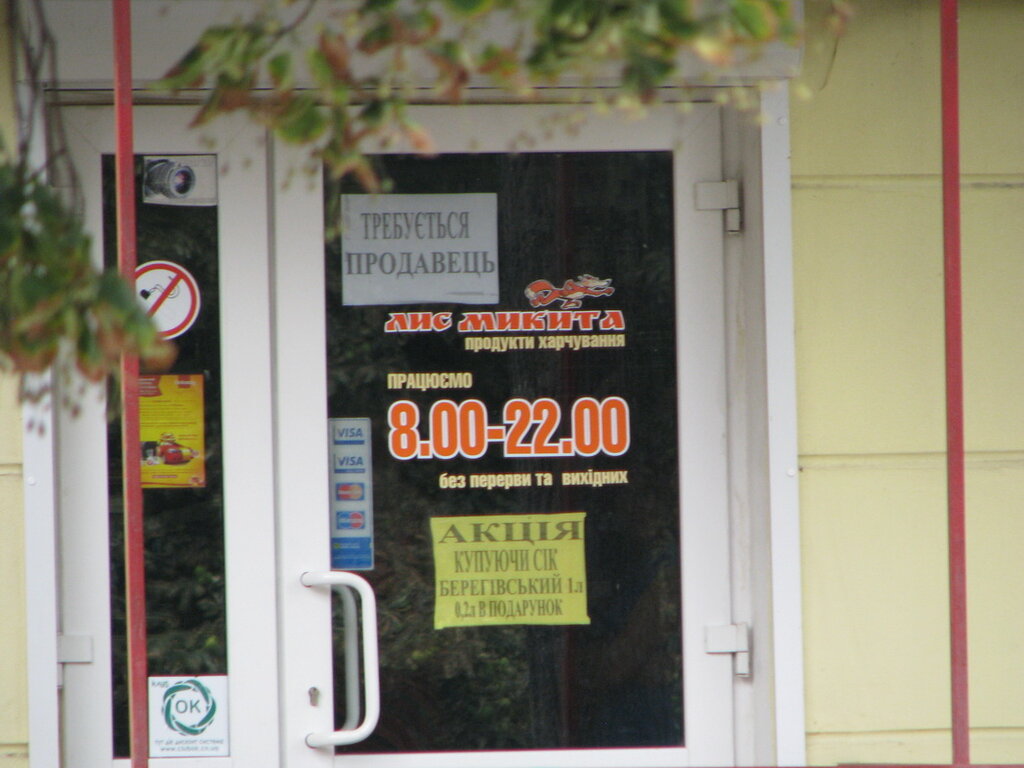 ТРЕБУЄТЬСЯ
ПРОДАВЕЦЬ
ЛИС МИКИТА
продукти харчування
ПРАЦЮЄМО
8.00-22.00
без перерви та вихідних
VISA
VISA
АКЦІЯ
КУПУЮЧИ СІК
БЕРЕГІВСЬКИЙ 1л
0,2л В ПОДАРУНОК
КЛУБ
OK